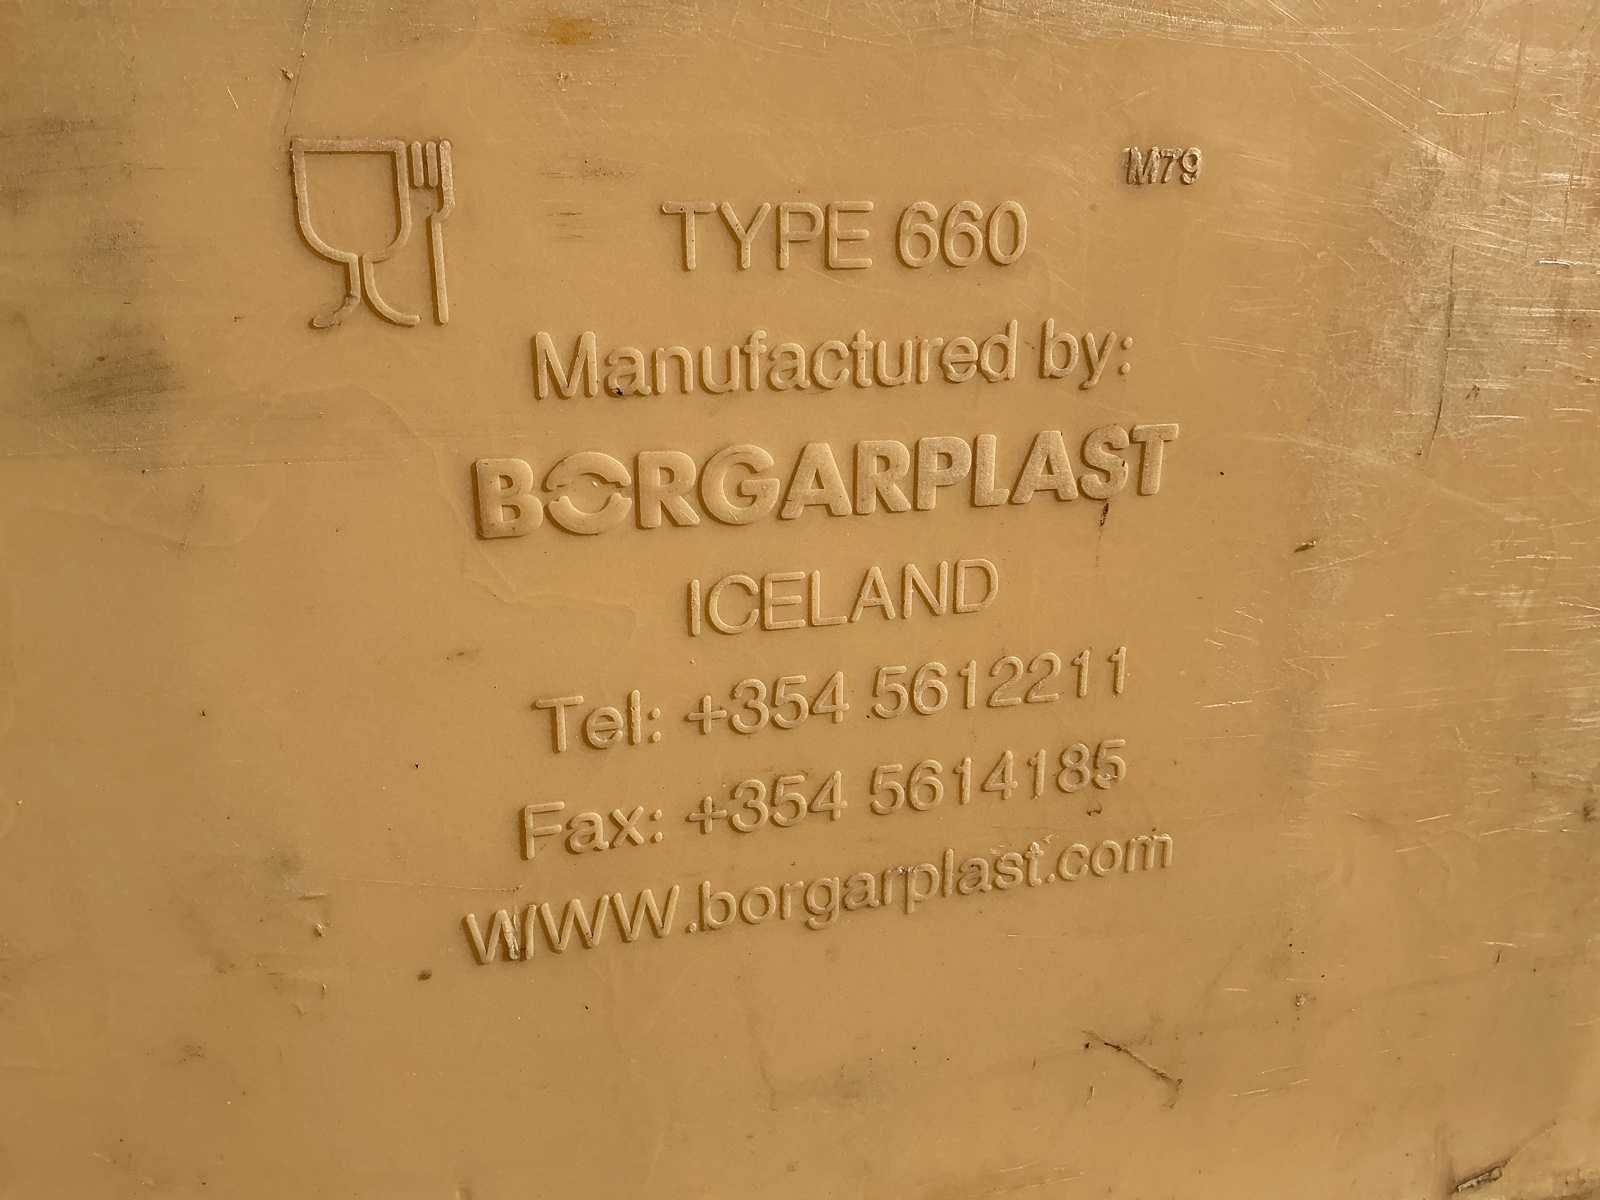 M79
TYPE 660
Manufactured by:
BORGARPLAST
ICELAND
Tel: +354 5612211
Fax: +354 5614185
www.borgarplast.com